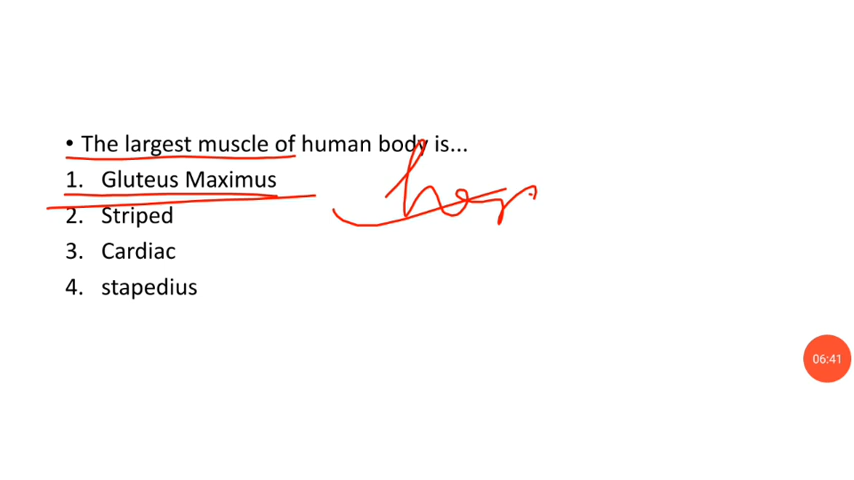 • The largest muscle of human body is...
1. Gluteus Maximus
2. Striped
3. Cardiac
4. stapedius
06:41